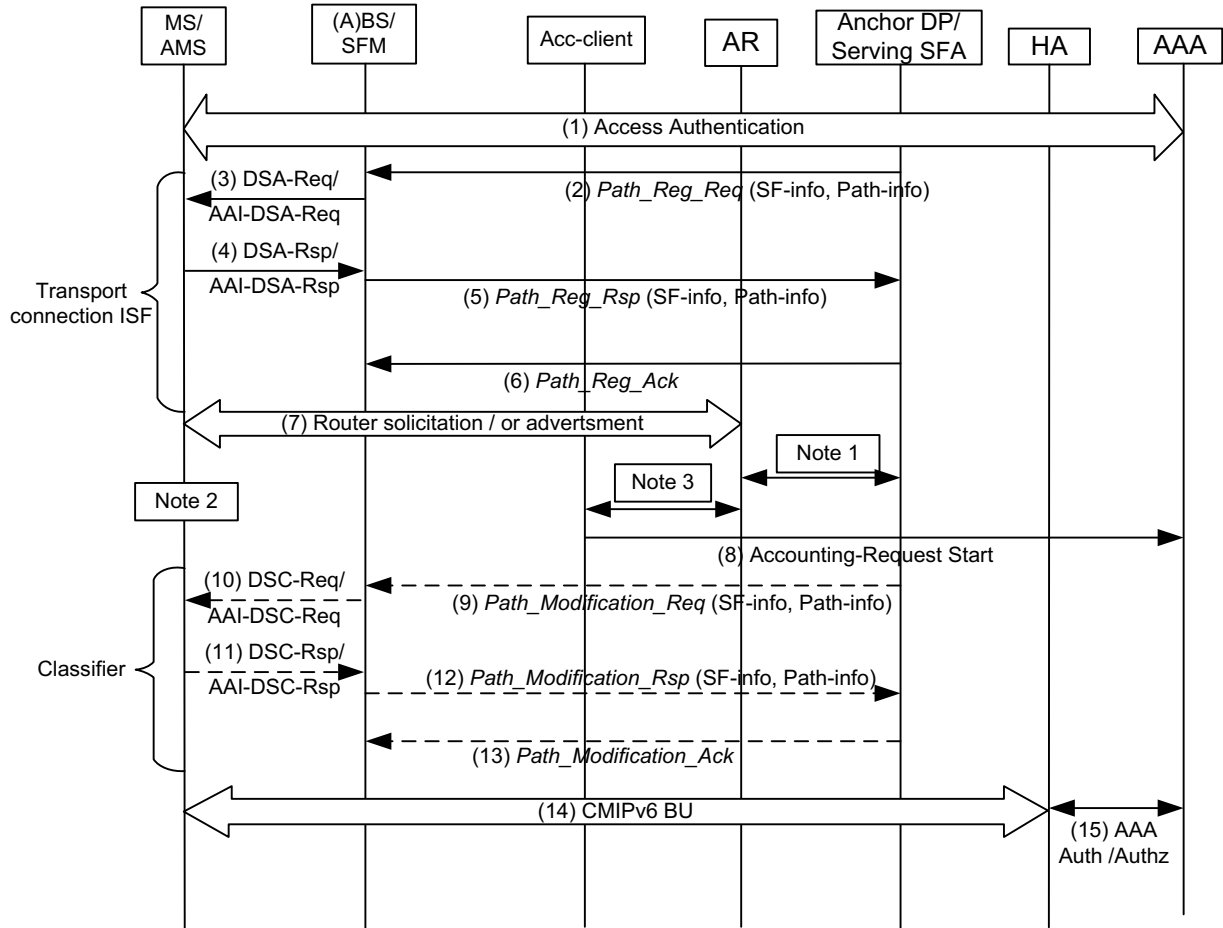 MS/
AMS
(A)BS/
SFM
Acc-client
AR
Anchor DP/
Serving SFA
HA
AAA
(1) Access Authentication
(2) Path_Reg_Req (SF-info, Path-info)
(3) DSA-Req/
AAI-DSA-Req
(4) DSA-Rsp/
AAI-DSA-Rsp
(5) Path_Reg_Rsp (SF-info, Path-info)
Transport
connection ISF
(6) Path_Reg_Ack
(7) Router solicitation / or advertsment
Note 1
Note 3
Note 2
(8) Accounting-Request Start
(10) DSC-Req/
AAI-DSC-Req
(9) Path_Modification_Req (SF-info, Path-info)
Classifier
(11) DSC-Rsp/
AAI-DSC-Rsp
(12) Path_Modification_Rsp (SF-info, Path-info)
(13) Path_Modification_Ack
(14) CMIPv6 BU
(15) AAA
Auth /Authz